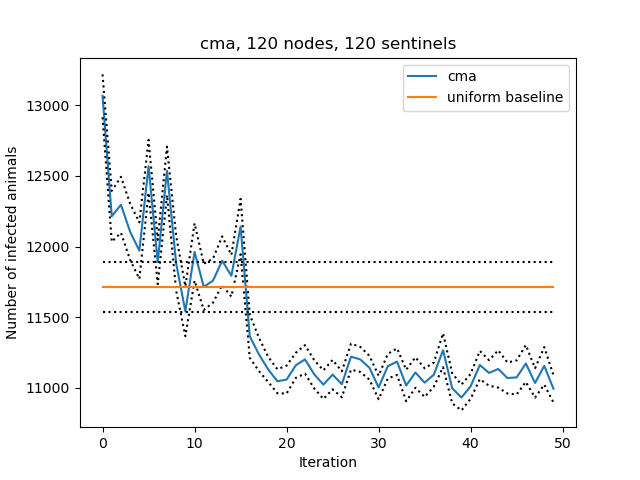 cma, 120 nodes, 120 sentinels
cma
uniform baseline
13000
12500
12000
11500
11000
Number of infected animals
0 10 20 30 40 50
Iteration